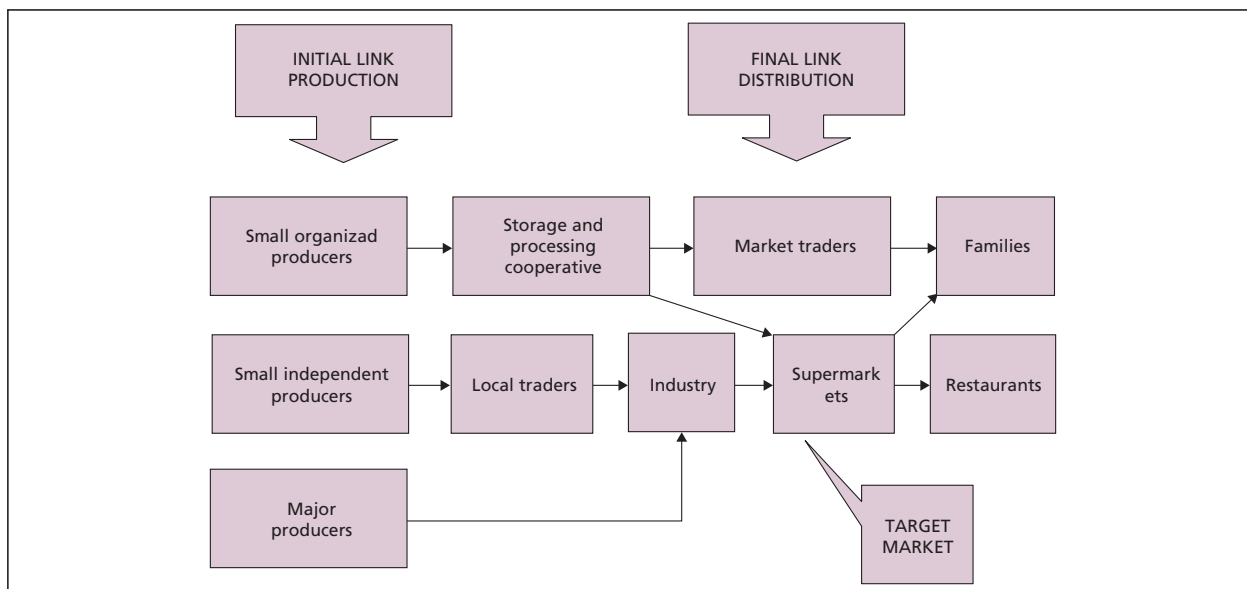 INITIAL LINK
PRODUCTION
FINAL LINK
DISTRIBUTION
Small organizad
producers
Storage and
processing
cooperative
Market traders
Families
Small independent
producers
Local traders
Industry
Supermark
ets
Restaurants
Major
producers
TARGET
MARKET